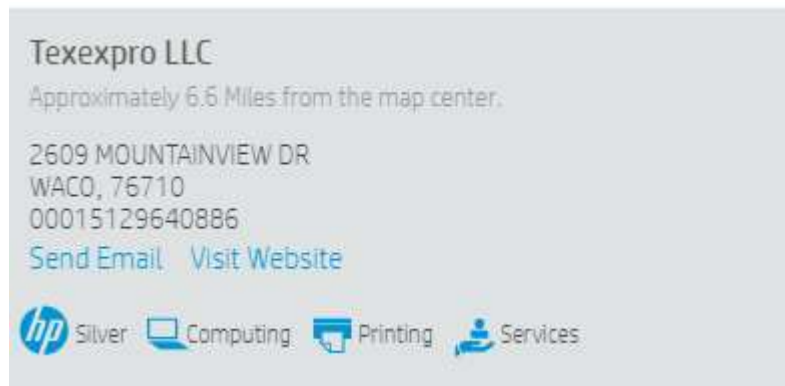 Texexpro LLC
Approximately 6.6 Miles from the map center.
2609 MOUNTAINVIEW DR
WACO, 76710
00015129640886
Send Email Visit Website
hp Silver Computing Printing Services